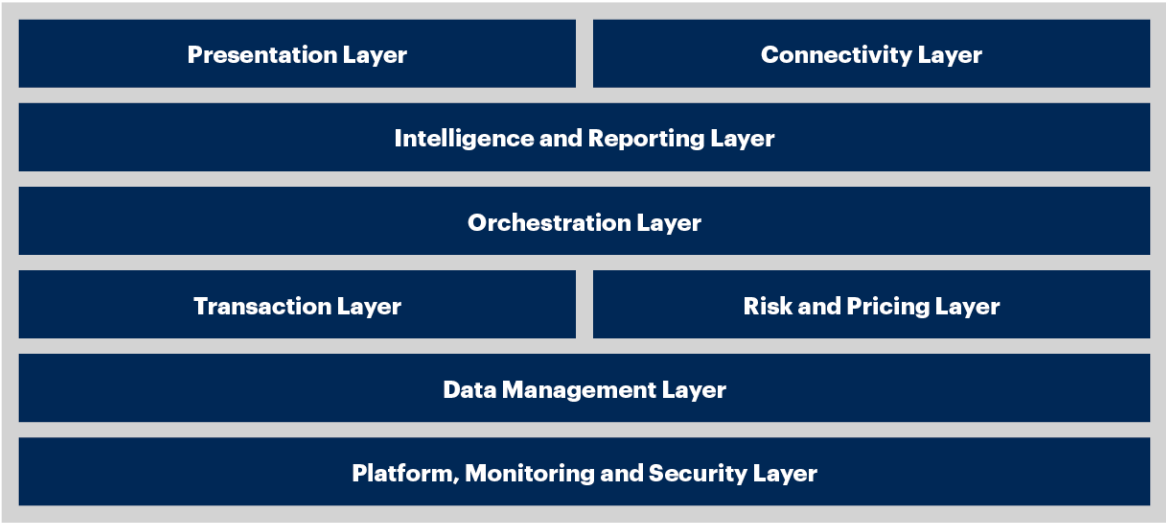 Presentation Layer
Connectivity Layer
Intelligence and Reporting Layer
Orchestration Layer
Transaction Layer
Risk and Pricing Layer
Data Management Layer
Platform, Monitoring and Security Layer